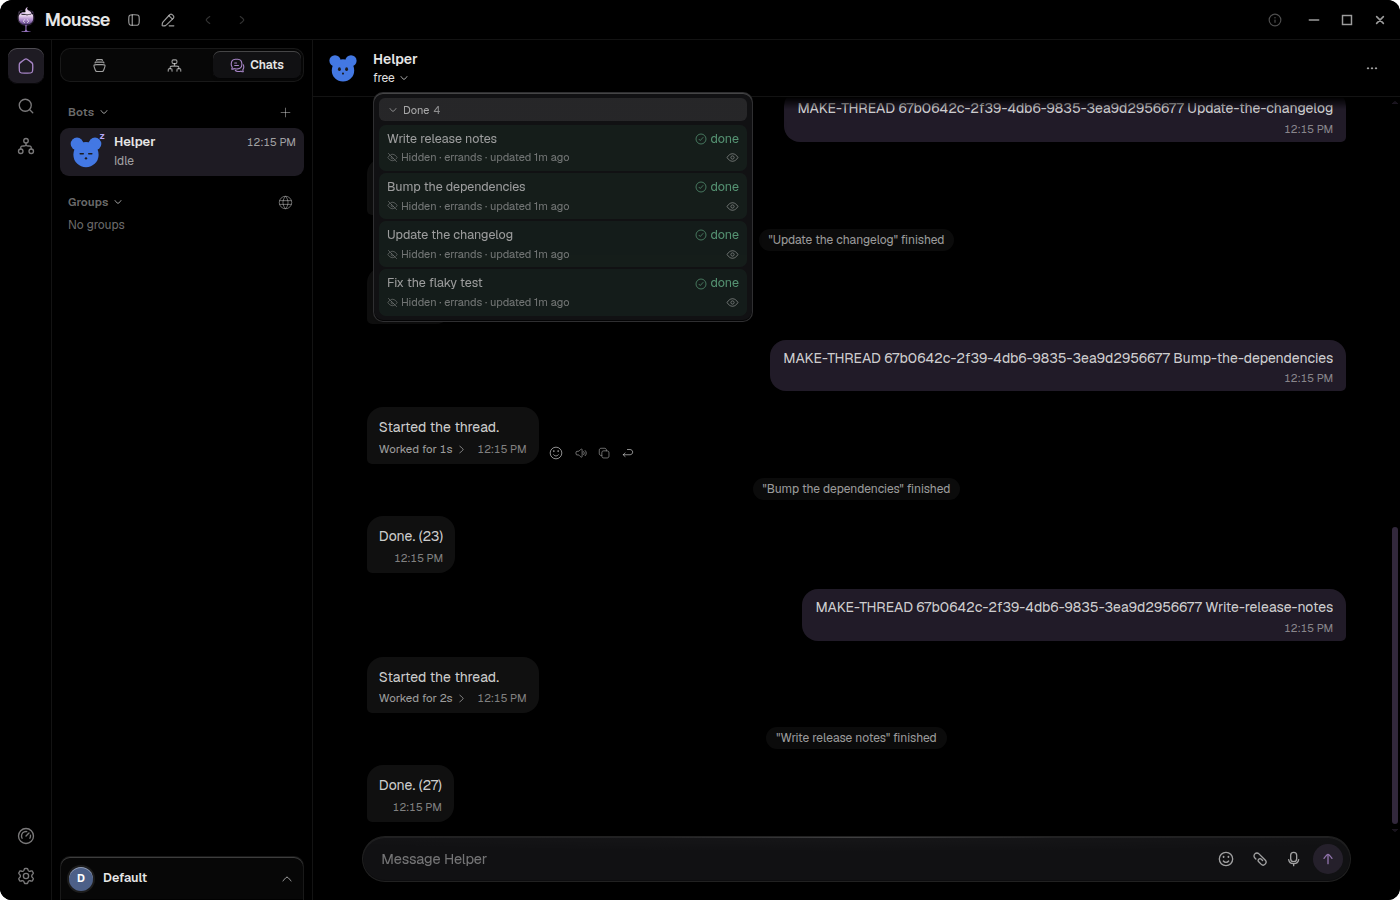 Mousse
Chats
Bots
Helper
12:15 PM
Idle
Groups
No groups
D
Default
Helper
free
Done 4
Write release notes
done
Hidden · errands · updated 1m ago
Bump the dependencies
done
Hidden · errands · updated 1m ago
Update the changelog
done
Hidden · errands · updated 1m ago
Fix the flaky test
done
Hidden · errands · updated 1m ago
MAKE-THREAD 67b0642c-2f39-4db6-9835-3ea9d2956677 Update-the-changelog
12:15 PM
"Update the changelog" finished
MAKE-THREAD 67b0642c-2f39-4db6-9835-3ea9d2956677 Bump-the-dependencies
12:15 PM
Started the thread.
Worked for 1s
12:15 PM
"Bump the dependencies" finished
Done. (23)
12:15 PM
MAKE-THREAD 67b0642c-2f39-4db6-9835-3ea9d2956677 Write-release-notes
12:15 PM
Started the thread.
Worked for 2s
12:15 PM
"Write release notes" finished
Done. (27)
12:15 PM
Message Helper